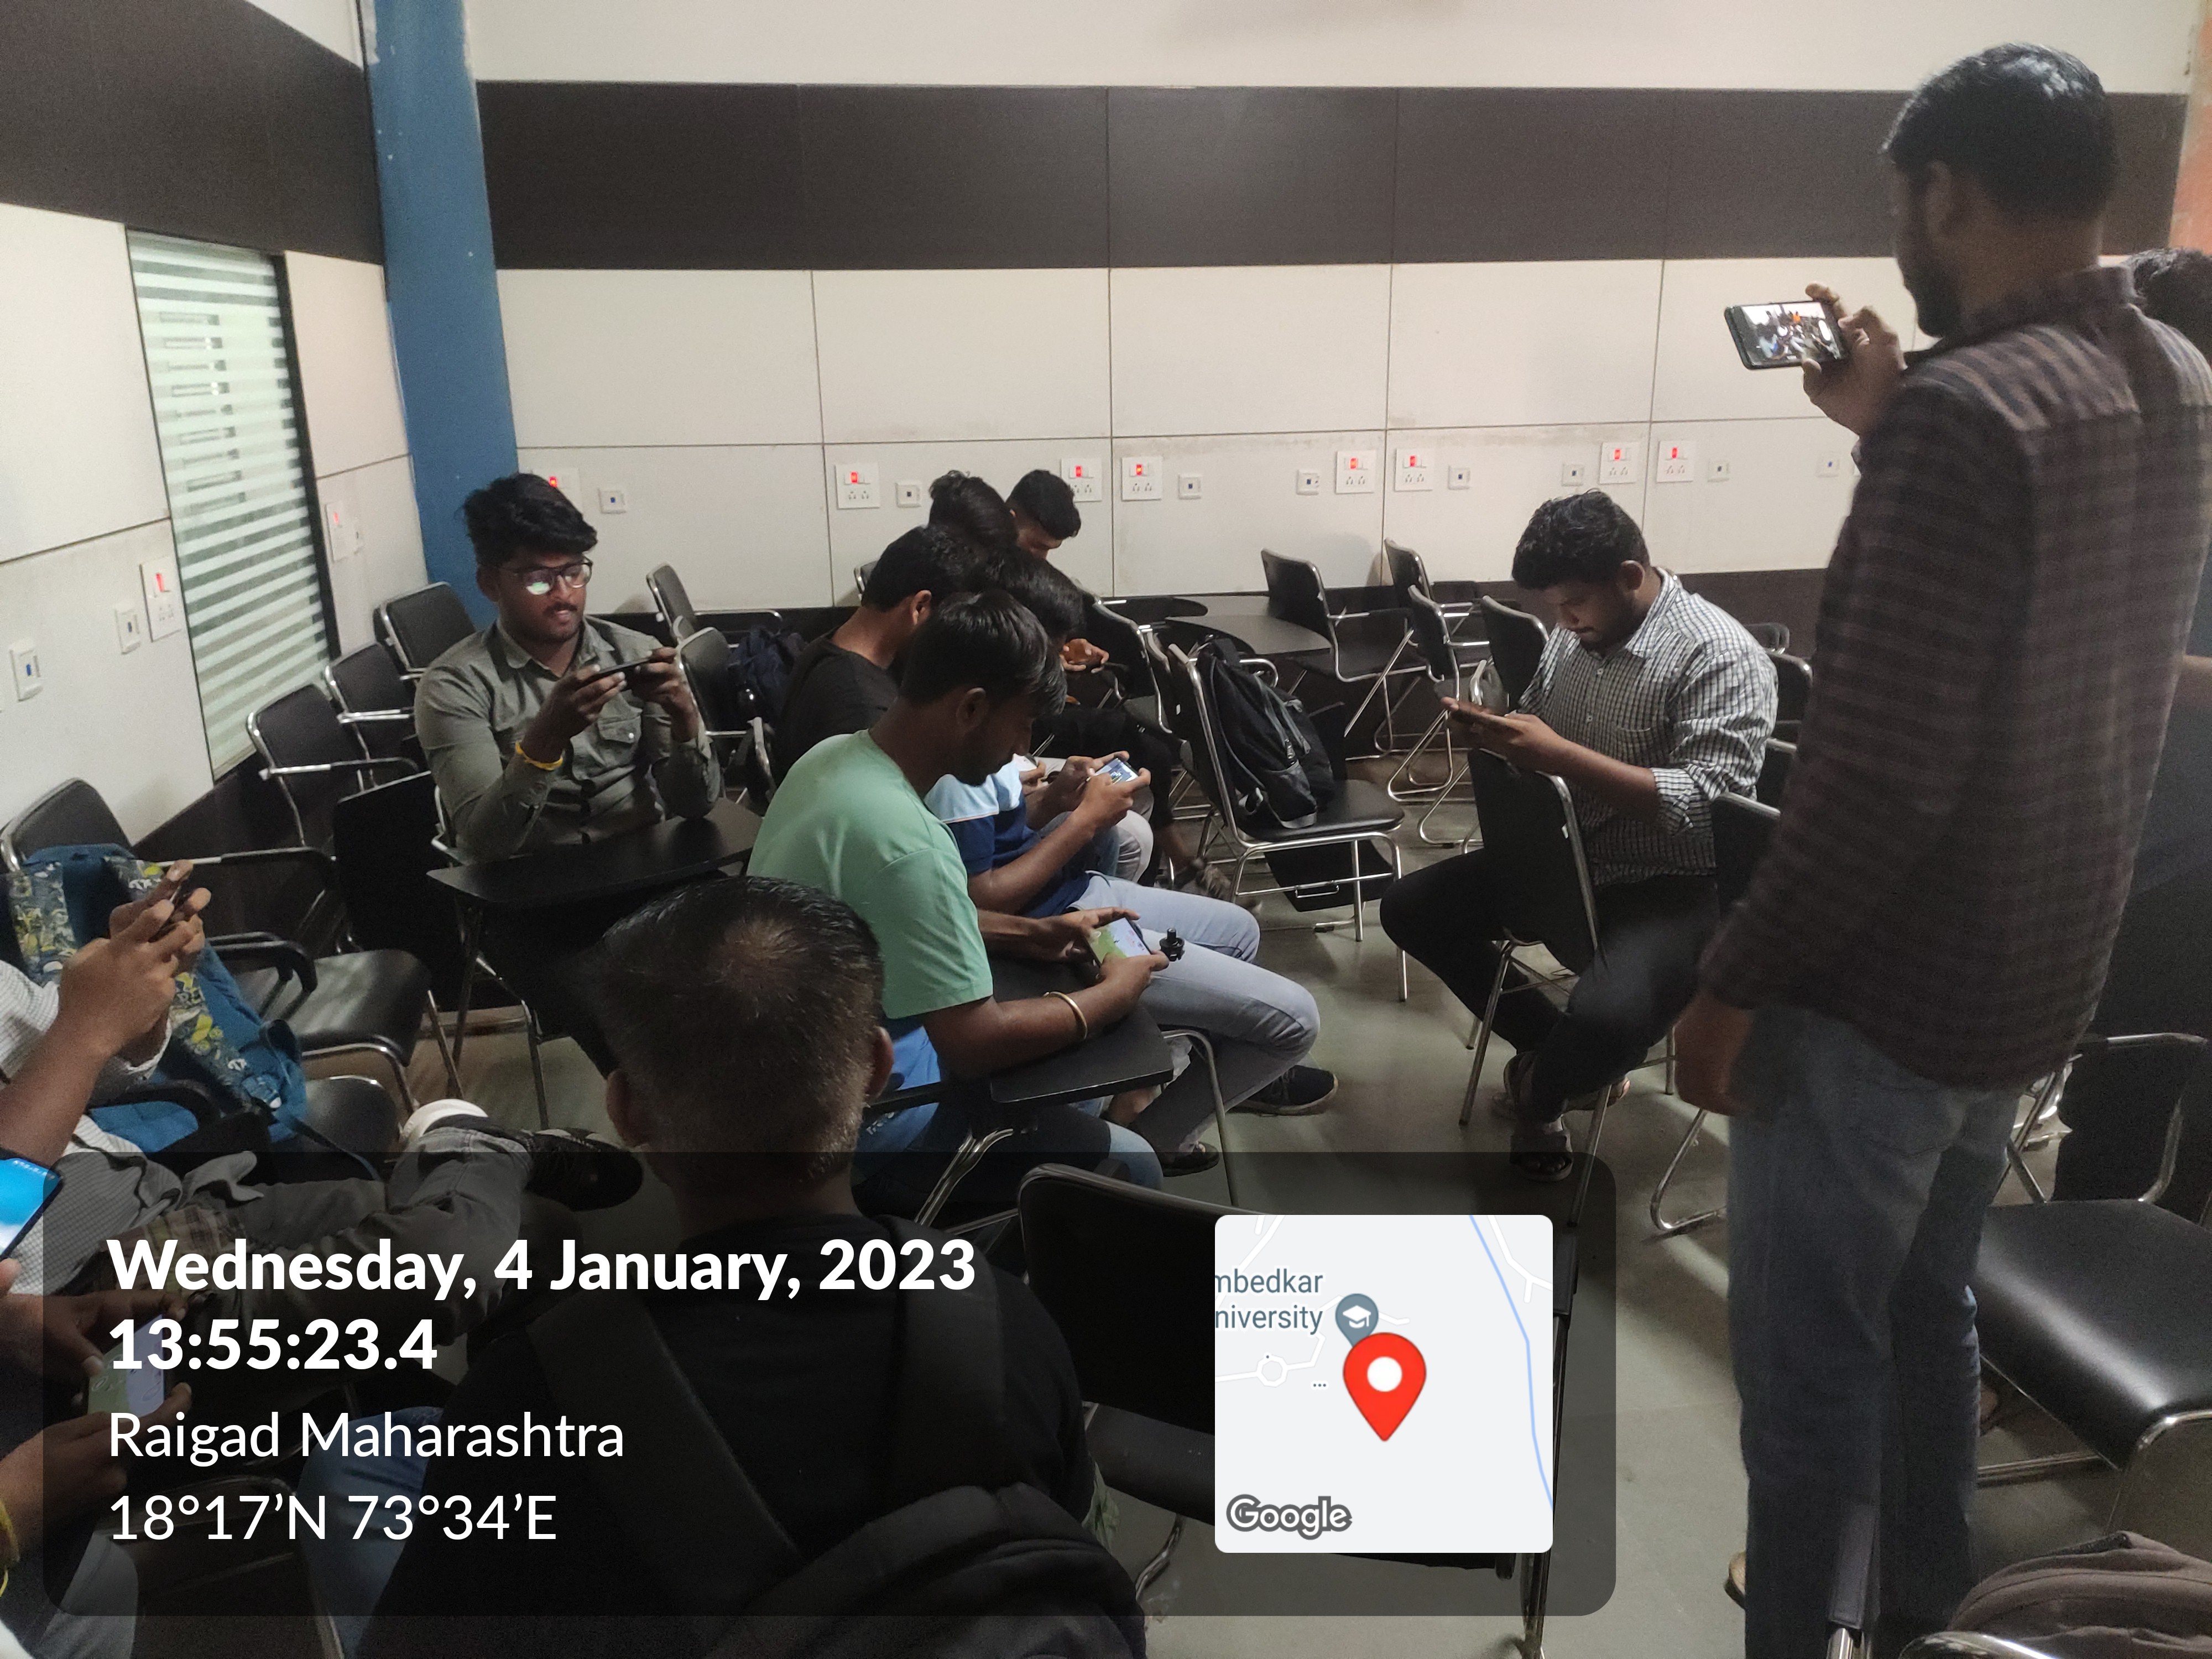 Wednesday, 4 January, 2023
13:55:23.4
Raigad Maharashtra
18°17’N 73°34’E
mbedkar
niversity
...
Google